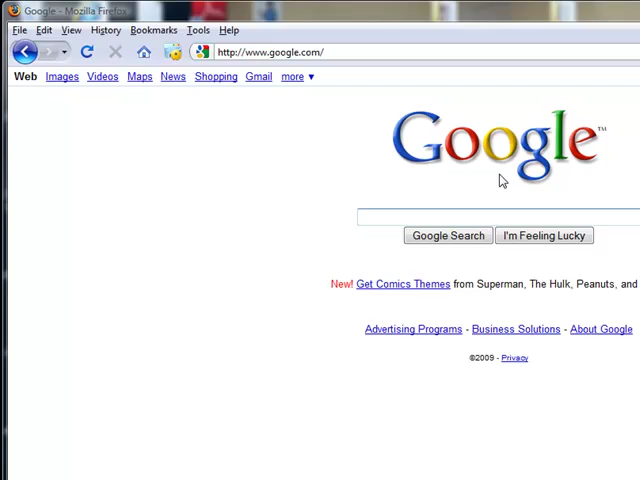 Google - Mozilla Firefox
File Edit View History Bookmarks Tools Help
http://www.google.com/
Web Images Videos Maps News Shopping Gmail more ▼
Google™
Google Search I'm Feeling Lucky
New! Get Comics Themes from Superman, The Hulk, Peanuts, and
Advertising Programs - Business Solutions - About Google
©2009 - Privacy